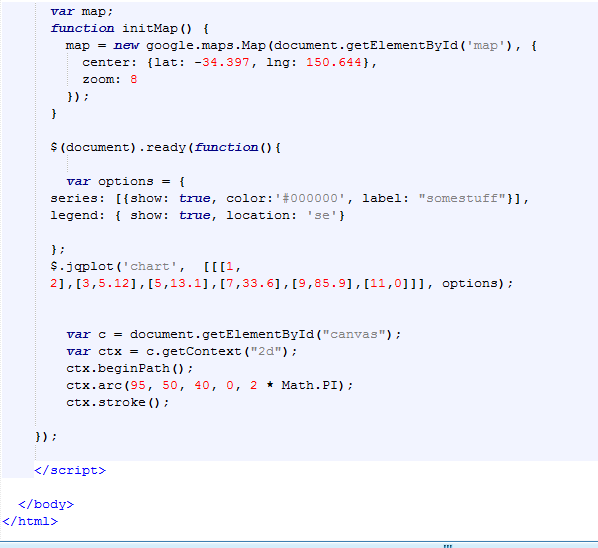 var map;
function initMap() {
map = new google.maps.Map(document.getElementById('map'), {
center: {lat: -34.397, lng: 150.644},
zoom: 8
});
}
$(document).ready(function(){
var options = {
series: [{show: true, color:'#000000', label: "somestuff"}],
legend: { show: true, location: 'se'}
};
$.jqplot('chart', [[[1,
2],[3,5.12],[5,13.1],[7,33.6],[9,85.9],[11,0]]], options);
var c = document.getElementById("canvas");
var ctx = c.getContext("2d");
ctx.beginPath();
ctx.arc(95, 50, 40, 0, 2 * Math.PI);
ctx.stroke();
});
</script>
</body>
</html>